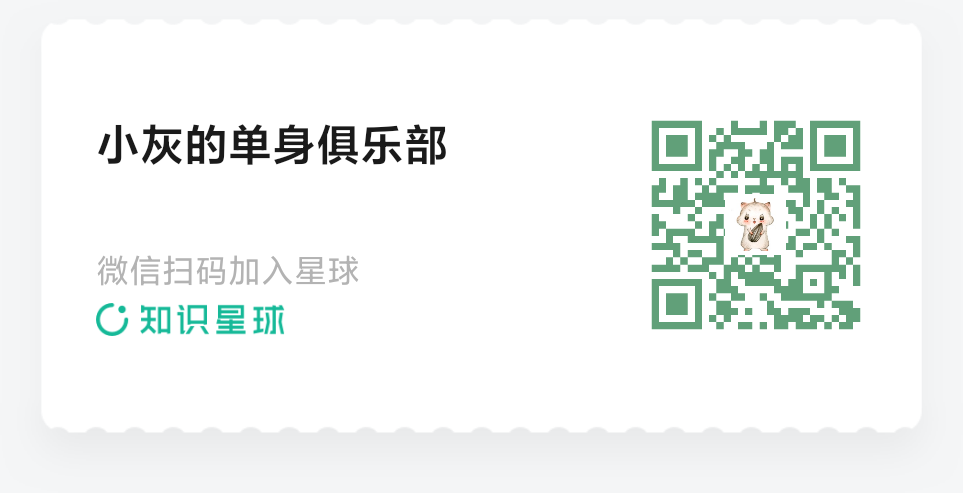 小灰的单身俱乐部
微信扫码加入星球
知识星球